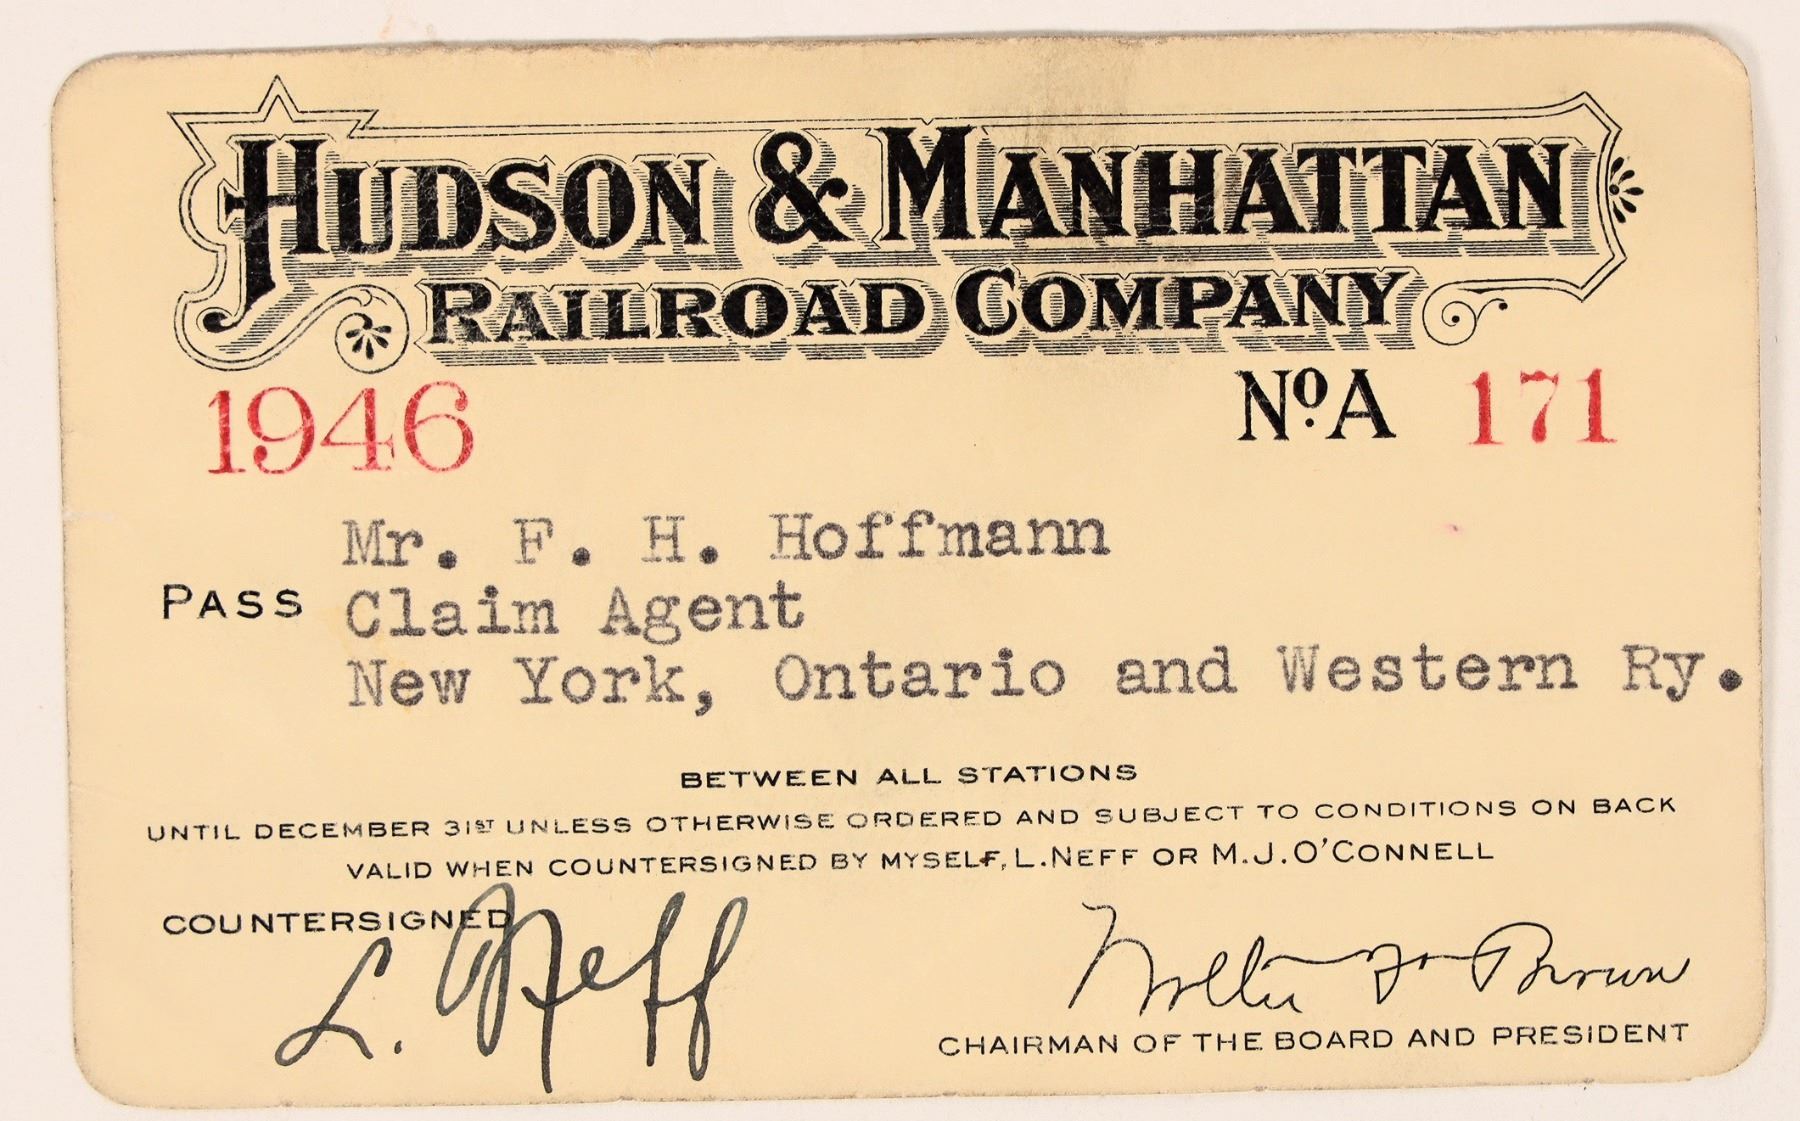 HUDSON & MANHATTAN
RAILROAD COMPANY
1946 No. A 171
Mr. F. H. Hoffmann
PASS Claim Agent
New York, Ontario and Western Ry.
BETWEEN ALL STATIONS
UNTIL DECEMBER 31ST UNLESS OTHERWISE ORDERED AND SUBJECT TO CONDITIONS ON BACK
VALID WHEN COUNTERSIGNED BY MYSELF, L. NEFF OR M.J.O'CONNELL
COUNTERSIGNED
L. Neff
Brown
CHAIRMAN OF THE BOARD AND PRESIDENT